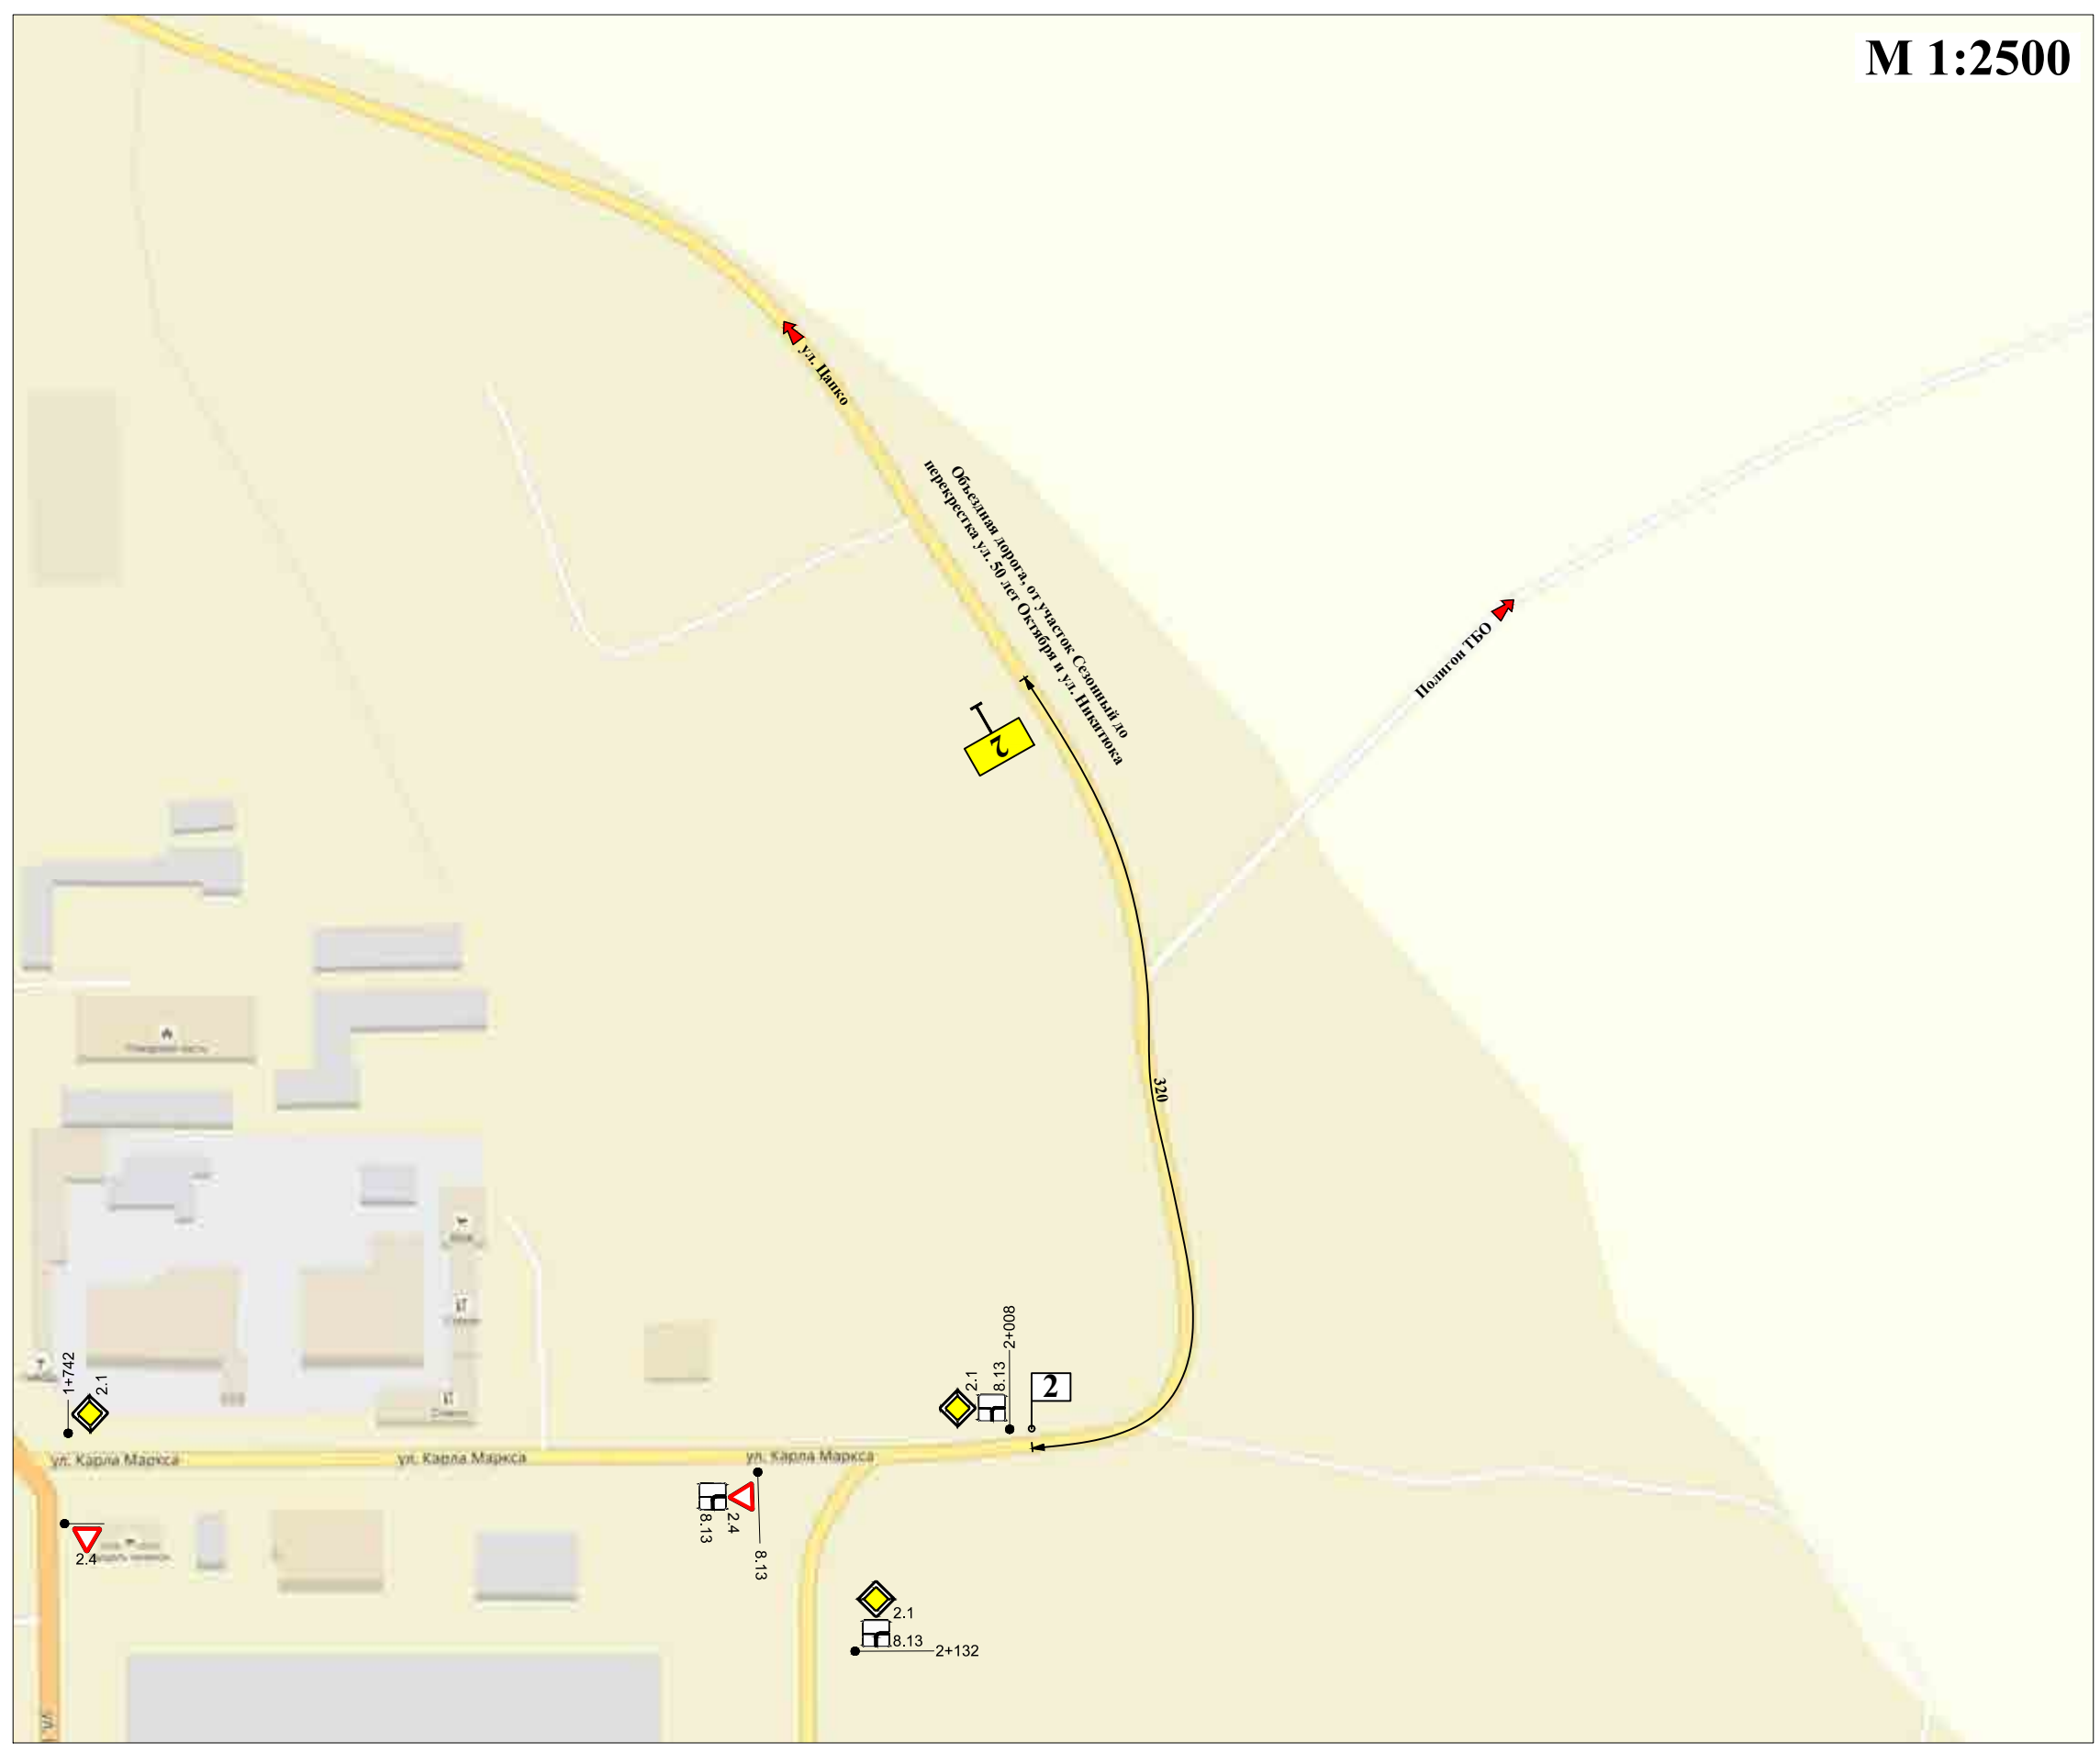 М 1:2500
ул. Цапко
Объездная дорога, от участок Сезонный до
перекрестка ул. 50 лет Октября и ул. Никитюка
Полигон ТБО
2
320
2+008
1+742
2.1
2.1
8.13
2
ул. Карла Маркса
ул. Карла Маркса
ул. Карла Маркса
8.13
2.4
8.13
2.4
2.1
8.13
2+132
ул.